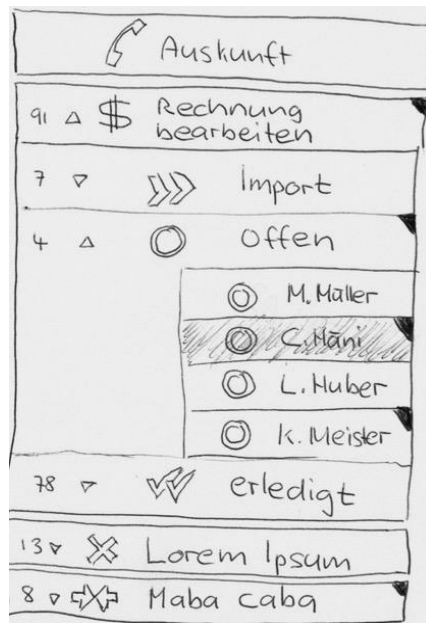 Auskunft
91 $ Rechnung
bearbeiten
7 Import
4 Offen
M. Müller
C. Häni
L. Huber
K. Meister
78 erledigt
13 Lorem Ipsum
8 Maba caba